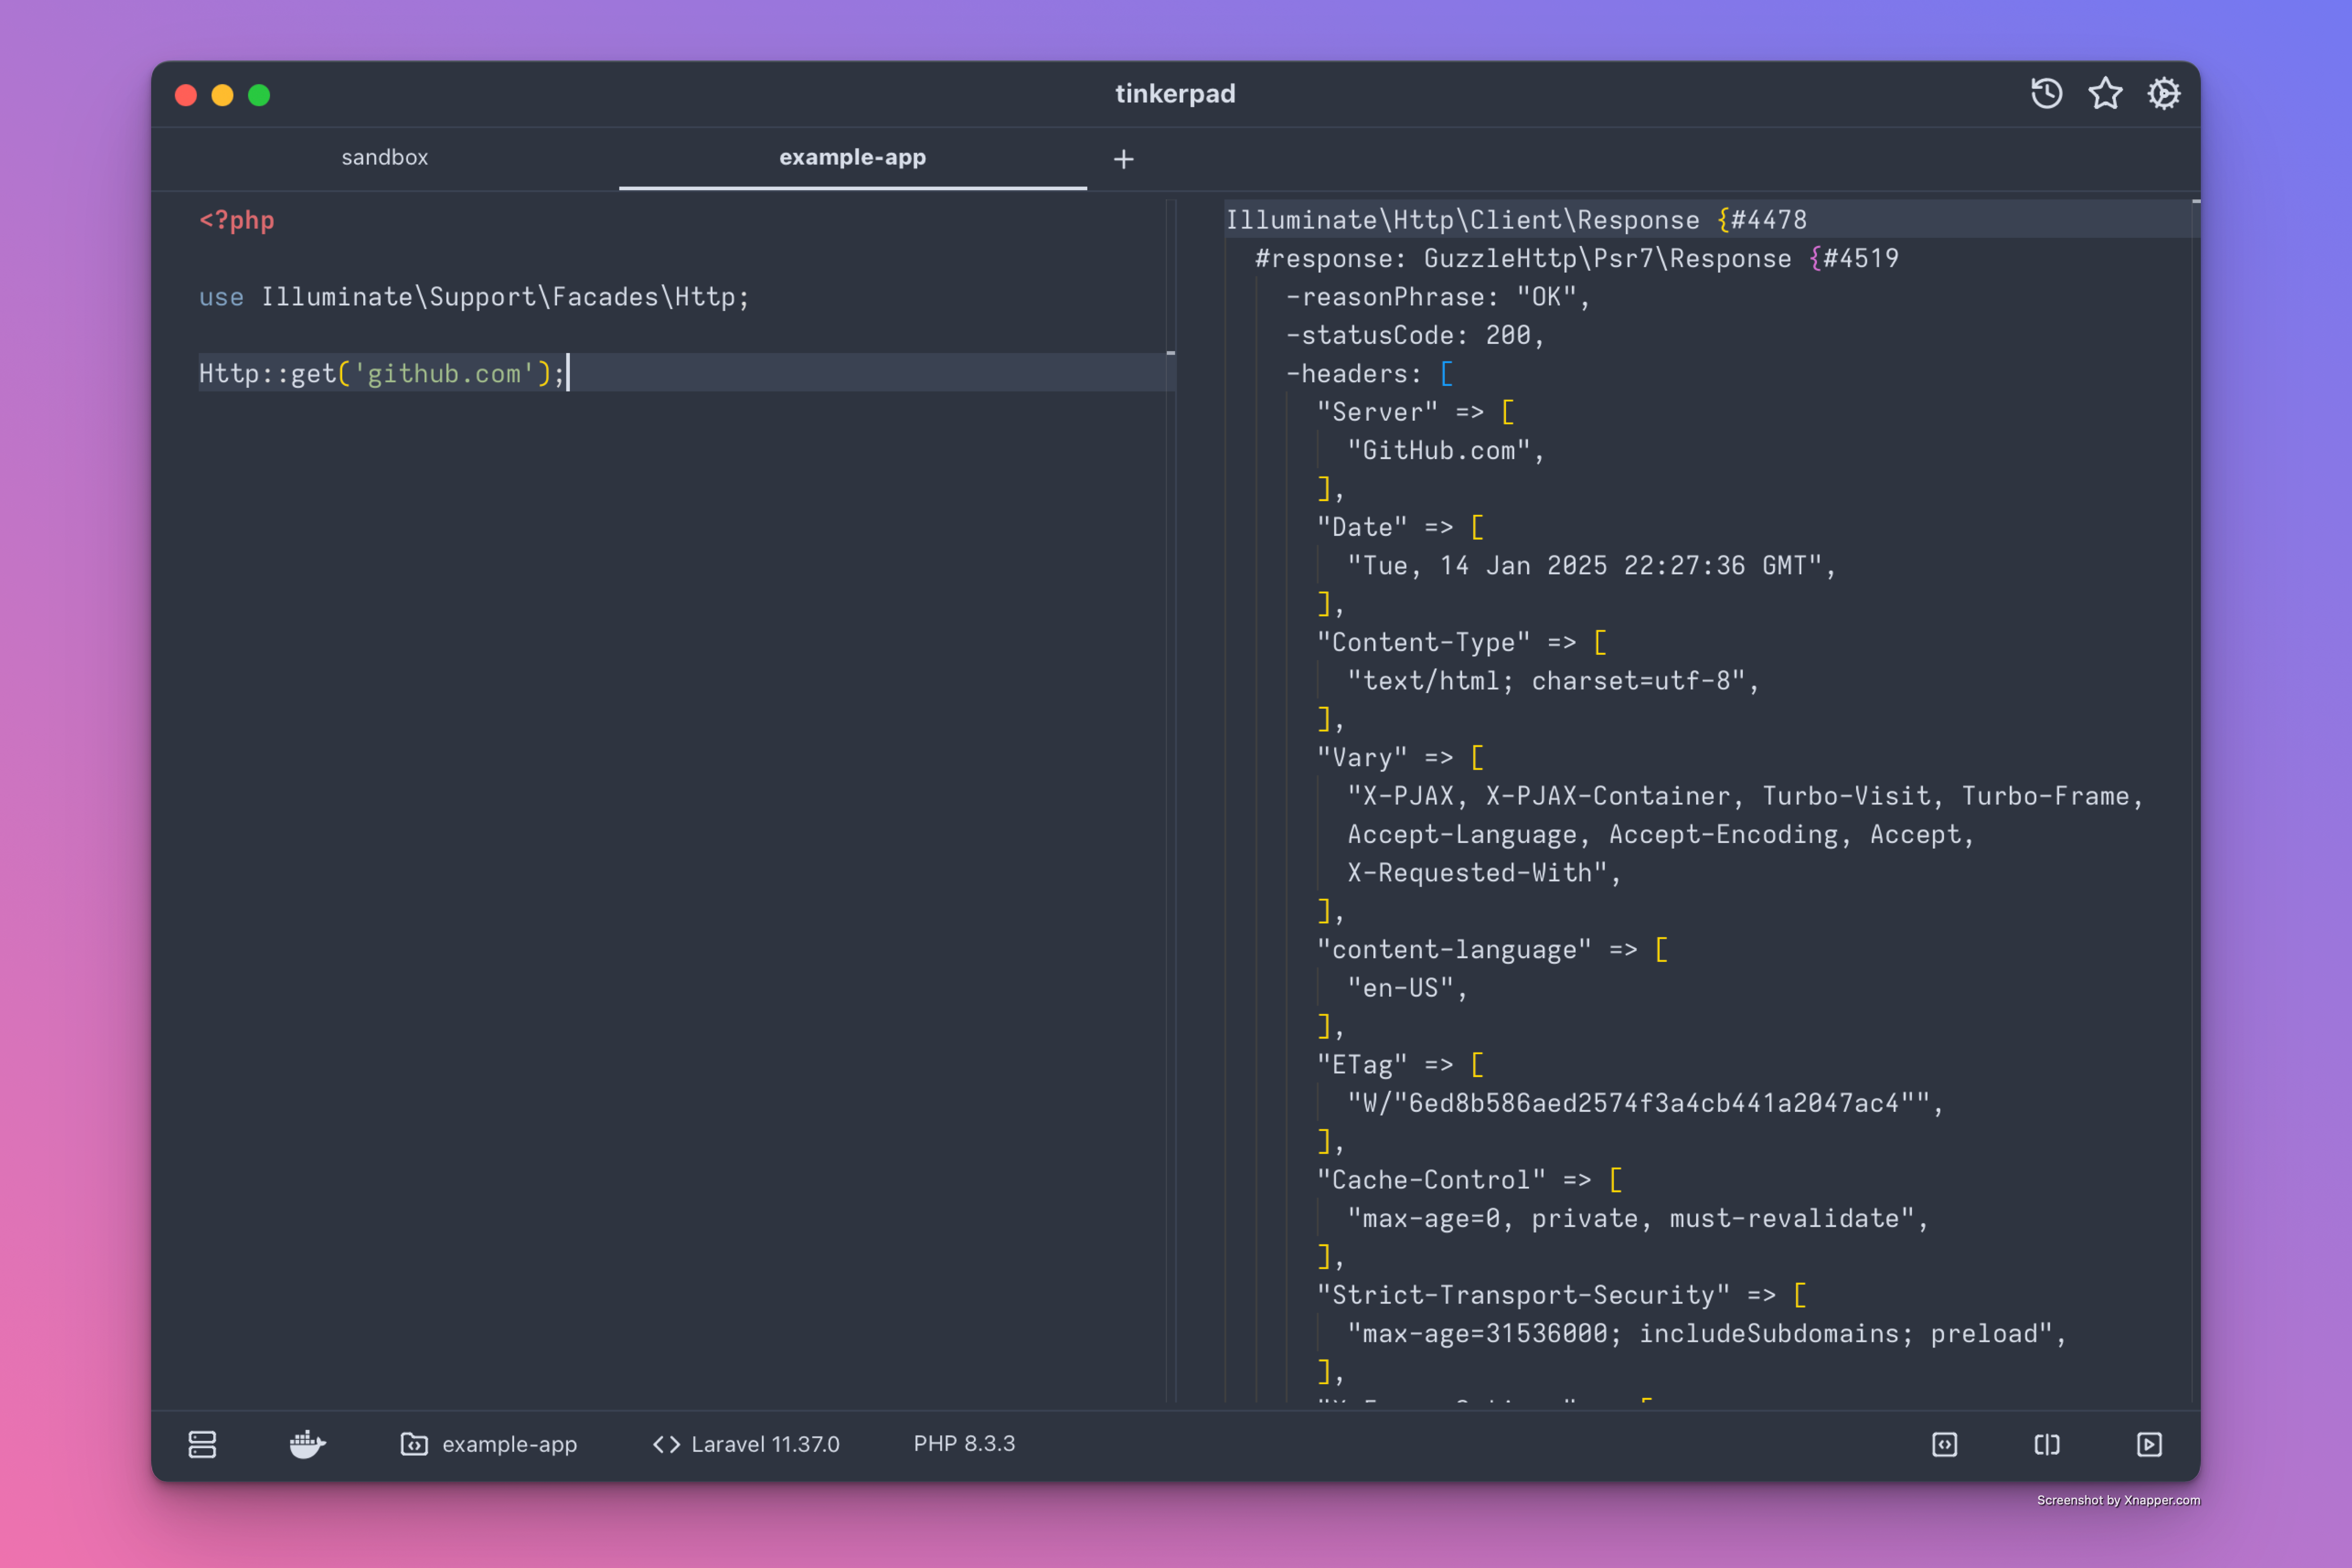 tinkerpad
sandbox
example-app
+
<?php
use Illuminate\Support\Facades\Http;
Http::get('github.com');
Illuminate\Http\Client\Response {#4478
#response: GuzzleHttp\Psr7\Response {#4519
-reasonPhrase: "OK",
-statusCode: 200,
-headers: [
"Server" => [
"GitHub.com",
],
"Date" => [
"Tue, 14 Jan 2025 22:27:36 GMT",
],
"Content-Type" => [
"text/html; charset=utf-8",
],
"Vary" => [
"X-PJAX, X-PJAX-Container, Turbo-Visit, Turbo-Frame,
Accept-Language, Accept-Encoding, Accept,
X-Requested-With",
],
"content-language" => [
"en-US",
],
"ETag" => [
"W/"6ed8b586aed2574f3a4cb441a2047ac4"",
],
"Cache-Control" => [
"max-age=0, private, must-revalidate",
],
"Strict-Transport-Security" => [
"max-age=31536000; includeSubdomains; preload",
],
example-app
Laravel 11.37.0
PHP 8.3.3
Screenshot by Xnapper.com